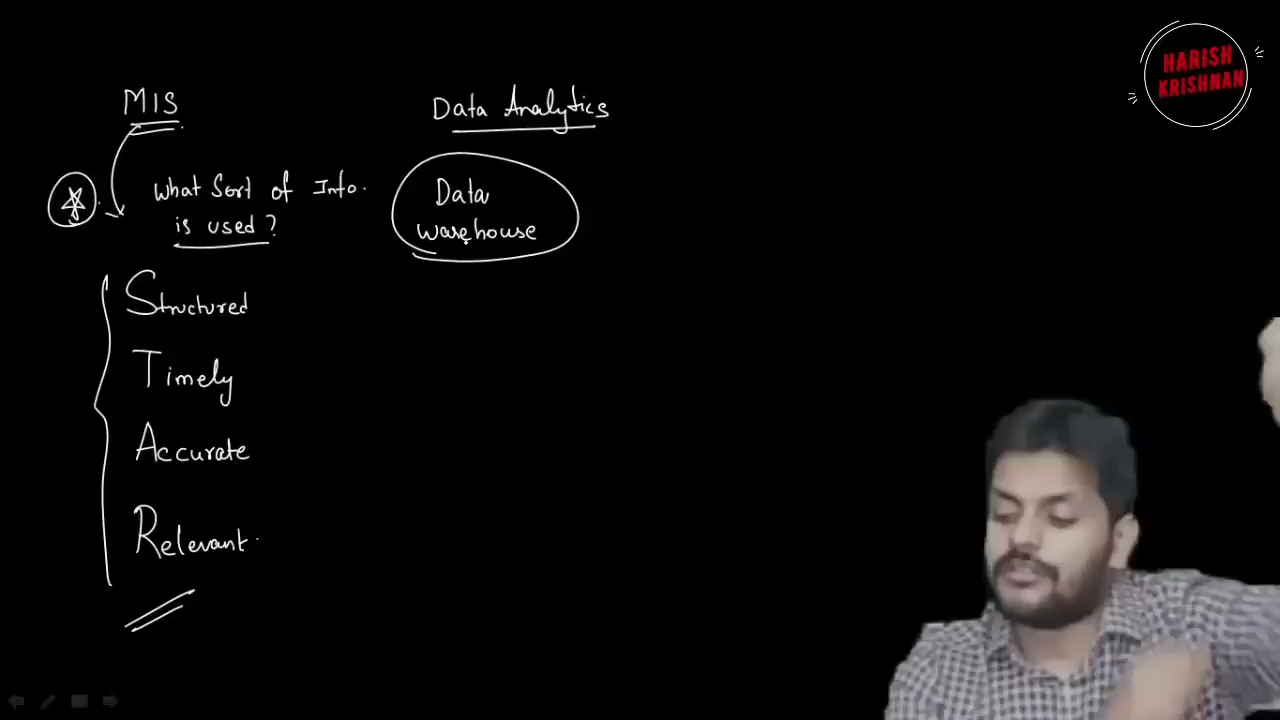 HARISH
KRISHNAN
MIS
Data Analytics
What Sort of Info.
is used?
Data
warehouse
Structured
Timely
Accurate
Relevant.